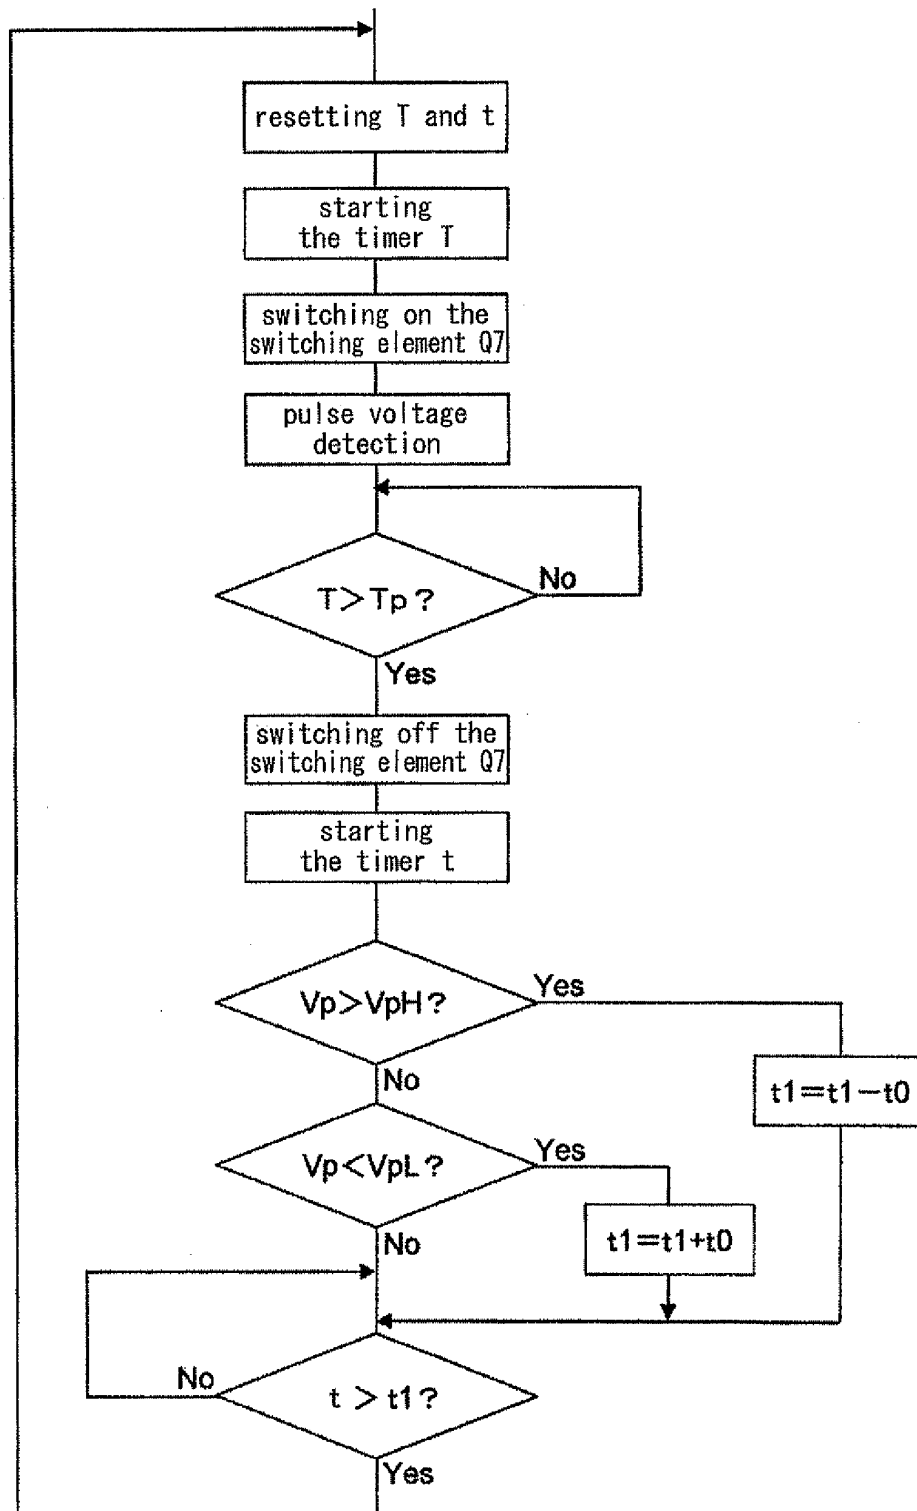 resetting T and t
starting
the timer T
switching on the
switching element Q7
pulse voltage
detection
T>Tp?
No
Yes
switching off the
switching element Q7
starting
the timer t
Vp>VpH?
Yes
No
t1=t1−t0
Vp<VpL?
Yes
No
t1=t1+t0
No
t > t1?
Yes